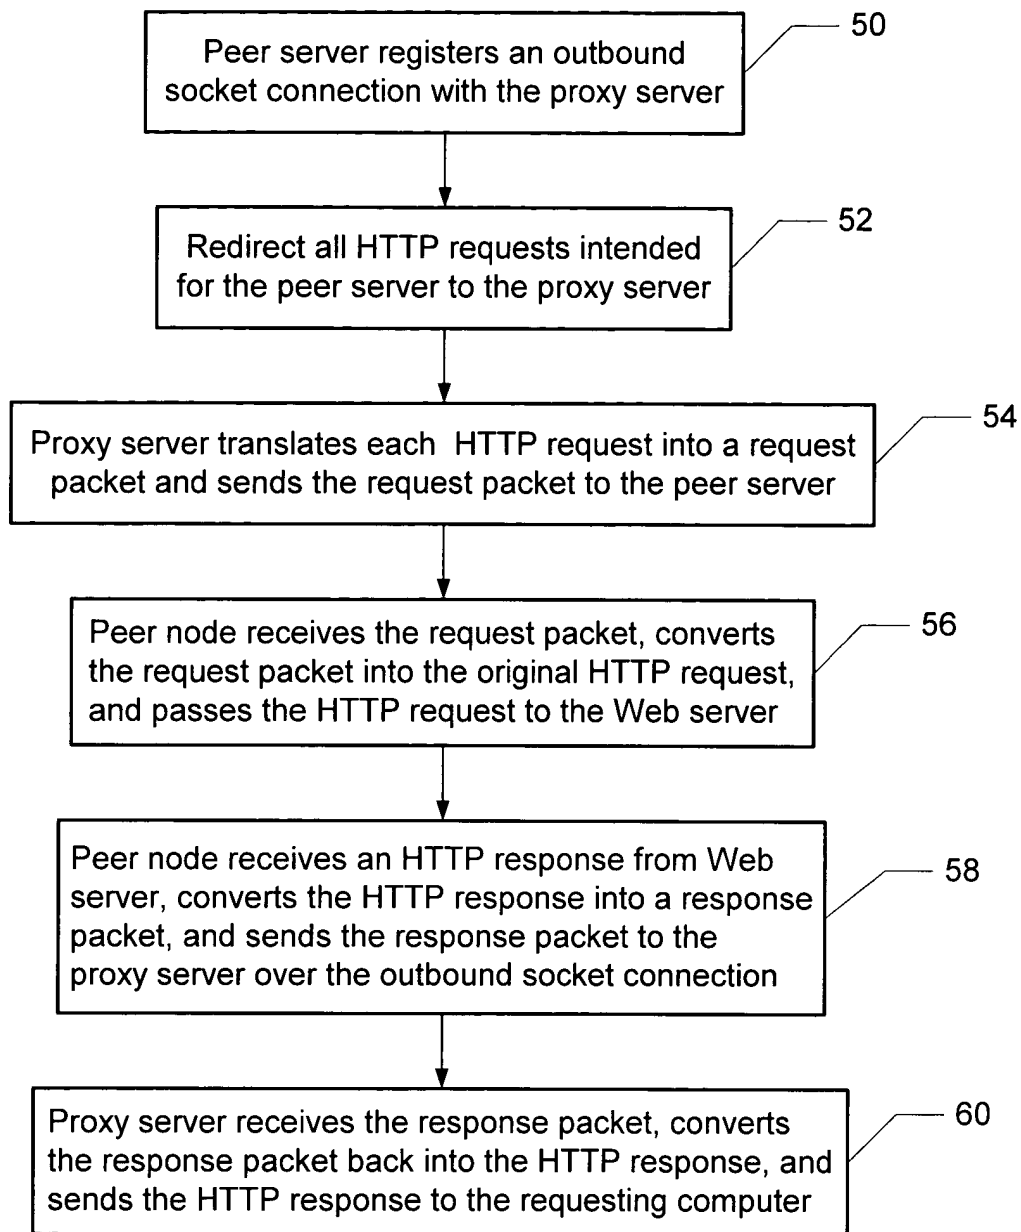 Peer server registers an outbound
socket connection with the proxy server
50
Redirect all HTTP requests intended
for the peer server to the proxy server
52
Proxy server translates each HTTP request into a request
packet and sends the request packet to the peer server
54
Peer node receives the request packet, converts
the request packet into the original HTTP request,
and passes the HTTP request to the Web server
56
Peer node receives an HTTP response from Web
server, converts the HTTP response into a response
packet, and sends the response packet to the
proxy server over the outbound socket connection
58
Proxy server receives the response packet, converts
the response packet back into the HTTP response, and
sends the HTTP response to the requesting computer
60